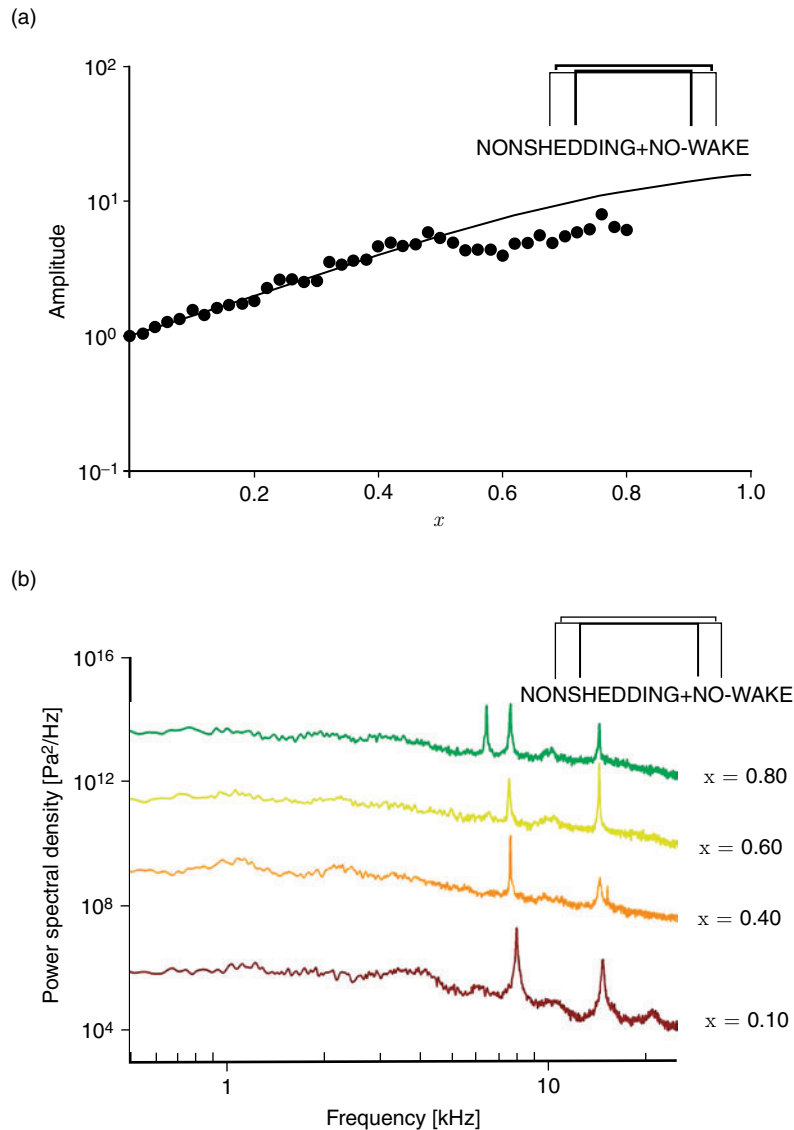 (a)
10²
10¹
10⁰
10⁻¹
Amplitude
NONSHEDDING+NO-WAKE
0.2 0.4 0.6 0.8 1.0
x
(b)
10¹⁶
10¹²
10⁸
10⁴
Power spectral density [Pa²/Hz]
NONSHEDDING+NO-WAKE
x = 0.80
x = 0.60
x = 0.40
x = 0.10
1 10
Frequency [kHz]